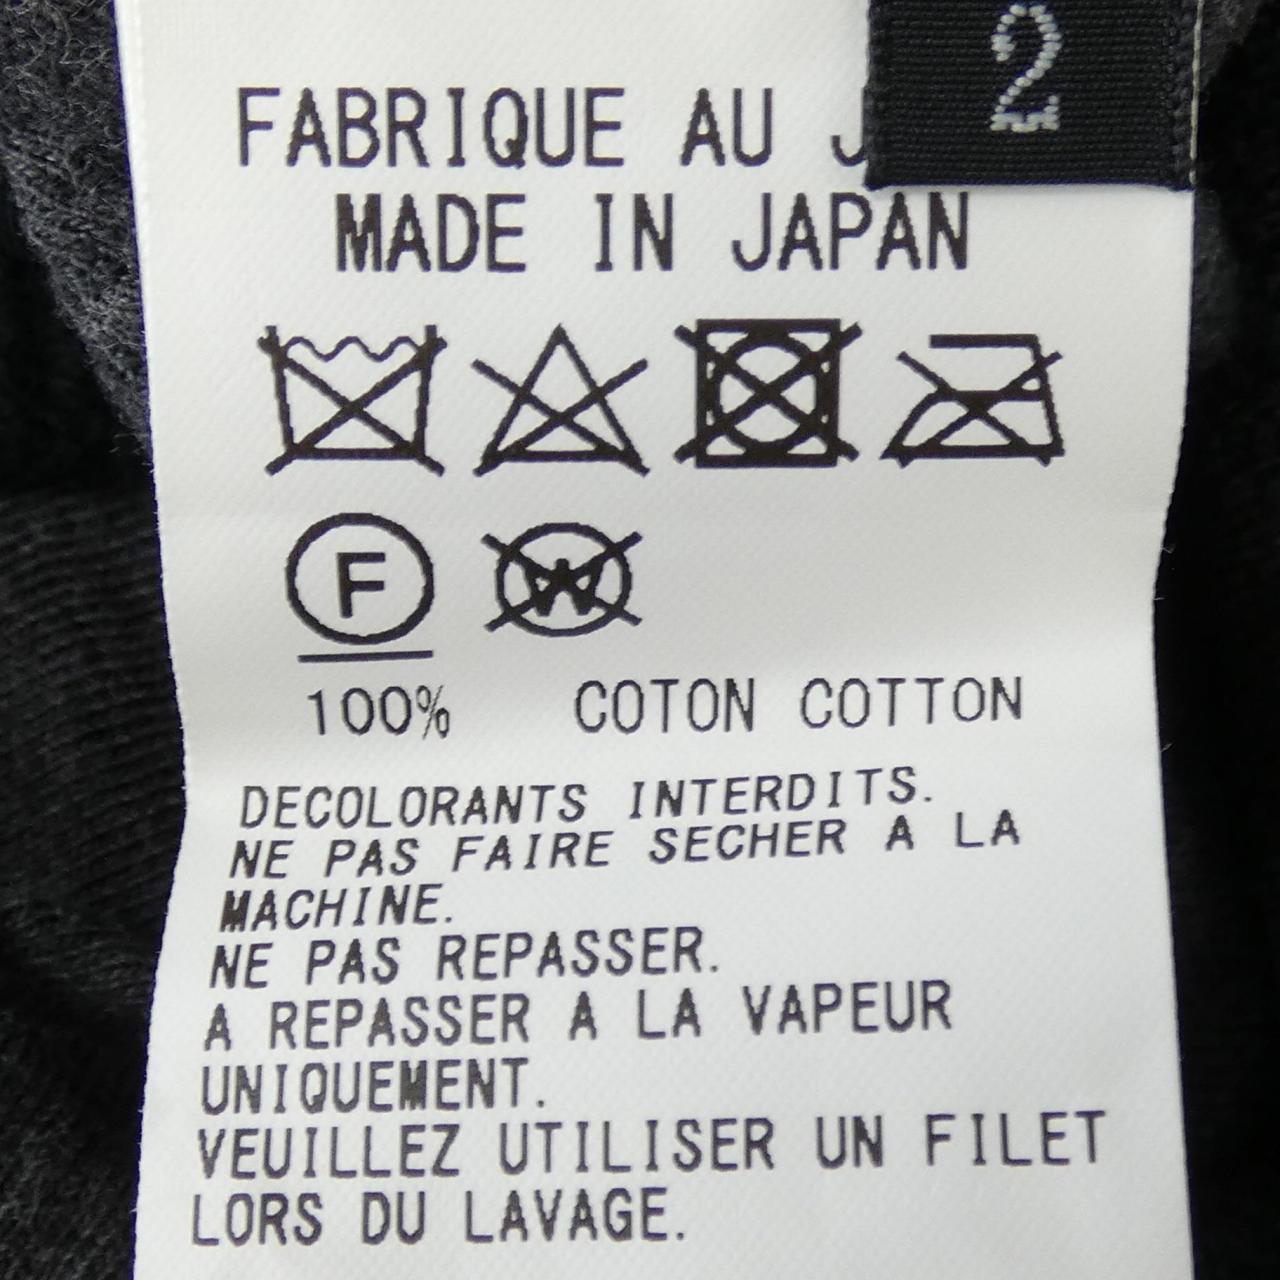 2
FABRIQUE AU
MADE IN JAPAN
F W
100% COTON COTTON
DECOLORANTS INTERDITS.
NE PAS FAIRE SECHER A LA
MACHINE.
NE PAS REPASSER.
A REPASSER A LA VAPEUR
UNIQUEMENT.
VEUILLEZ UTILISER UN FILET
LORS DU LAVAGE.